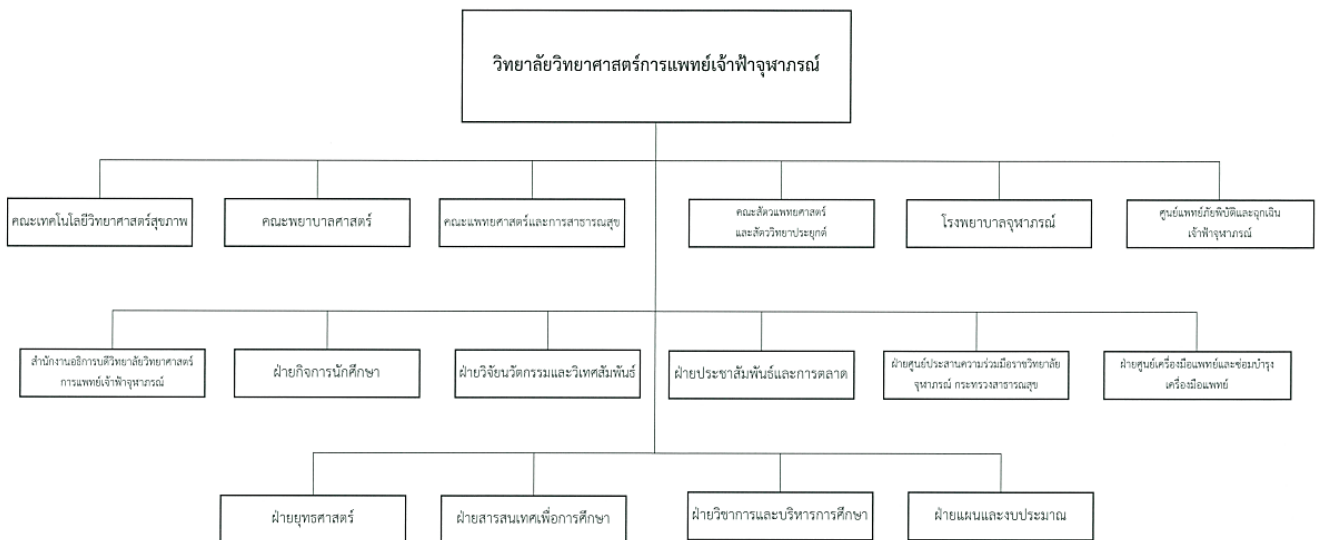 วิทยาลัยวิทยาศาสตร์การแพทย์เจ้าฟ้าจุฬาภรณ์
คณะเทคโนโลยีวิทยาศาสตร์สุขภาพ
คณะพยาบาลศาสตร์
คณะแพทยศาสตร์และการสาธารณสุข
คณะสัตวแพทยศาสตร์
และสัตววิทยาประยุกต์
โรงพยาบาลจุฬาภรณ์
ศูนย์แพทย์ภัยพิบัติและฉุกเฉิน
เจ้าฟ้าจุฬาภรณ์
สำนักงานอธิการบดีวิทยาลัยวิทยาศาสตร์
การแพทย์เจ้าฟ้าจุฬาภรณ์
ฝ่ายกิจการนักศึกษา
ฝ่ายวิจัยนวัตกรรมและวิเทศสัมพันธ์
ฝ่ายประชาสัมพันธ์และการตลาด
ฝ่ายศูนย์ประสานความร่วมมือราชวิทยาลัย
จุฬาภรณ์ กระทรวงสาธารณสุข
ฝ่ายศูนย์เครื่องมือแพทย์และซ่อมบำรุง
เครื่องมือแพทย์
ฝ่ายยุทธศาสตร์
ฝ่ายสารสนเทศเพื่อการศึกษา
ฝ่ายวิชาการและบริหารการศึกษา
ฝ่ายแผนและงบประมาณ